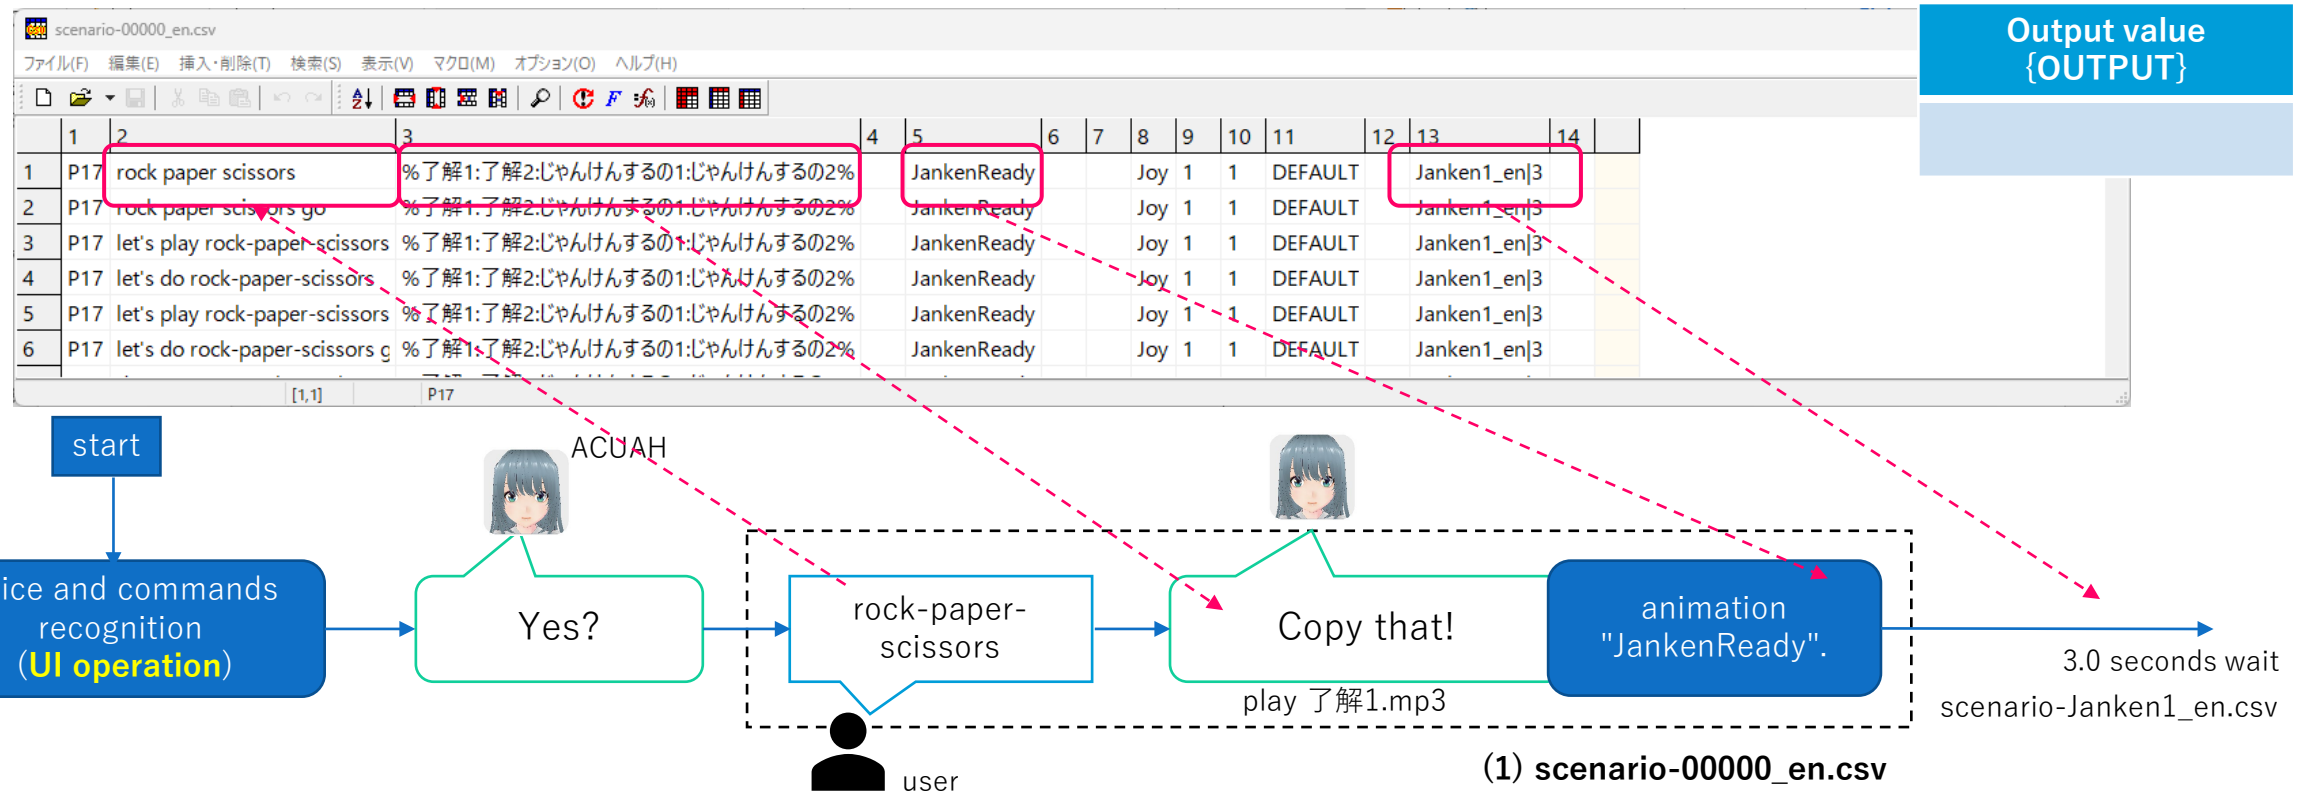 scenario-00000_en.csv
Output value
{OUTPUT}
ファイル(F) 編集(E) 挿入・削除(T) 検索(S) 表示(V) マクロ(M) オプション(O) ヘルプ(H)
1 2 3 4 5 6 7 8 9 10 11 12 13 14
1 P17 rock paper scissors %了解1:了解2:じゃんけんするの1:じゃんけんするの2% JankenReady Joy 1 1 DEFAULT Janken1_en|3
2 P17 rock paper scissors go %了解1:了解2:じゃんけんするの1:じゃんけんするの2% JankenReady Joy 1 1 DEFAULT Janken1_en|3
3 P17 let's play rock-paper-scissors %了解1:了解2:じゃんけんするの1:じゃんけんするの2% JankenReady Joy 1 1 DEFAULT Janken1_en|3
4 P17 let's do rock-paper-scissors %了解1:了解2:じゃんけんするの1:じゃんけんするの2% JankenReady Joy 1 1 DEFAULT Janken1_en|3
5 P17 let's play rock-paper-scissors %了解1:了解2:じゃんけんするの1:じゃんけんするの2% JankenReady Joy 1 1 DEFAULT Janken1_en|3
6 P17 let's do rock-paper-scissors g %了解1:了解2:じゃんけんするの1:じゃんけんするの2% JankenReady Joy 1 1 DEFAULT Janken1_en|3
[1,1] P17
start
ACUAH
ice and commands
recognition
(UI operation)
Yes?
rock-paper-
scissors
Copy that!
animation
"JankenReady".
play 了解1.mp3
3.0 seconds wait
scenario-Janken1_en.csv
user
(1) scenario-00000_en.csv